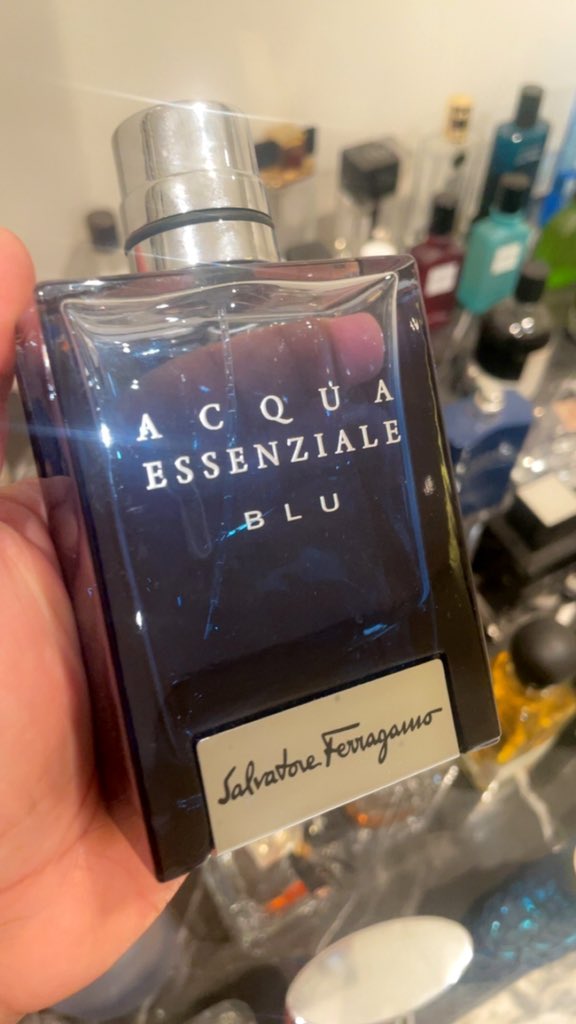 ACQUA
ESSENZIALE
BLU
Salvatore Ferragamo